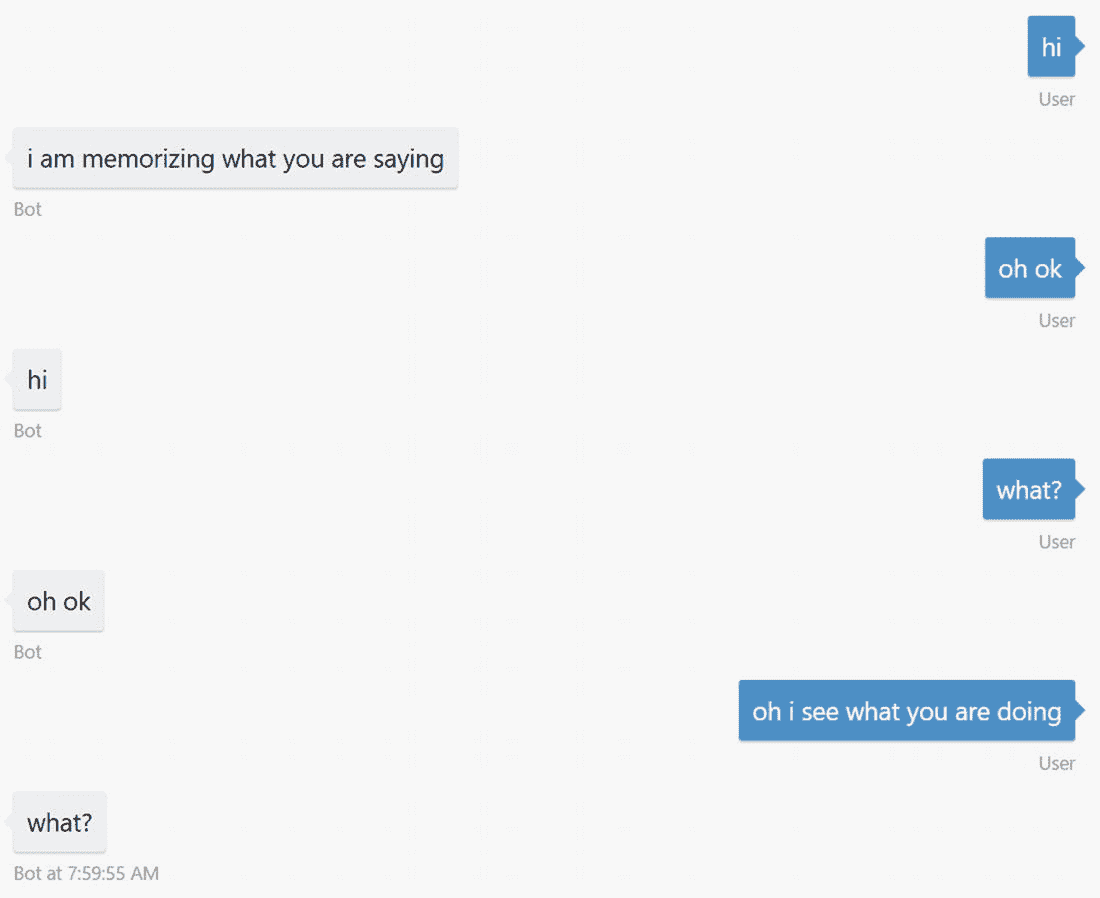 hi
User
i am memorizing what you are saying
Bot
oh ok
User
hi
Bot
what?
User
oh ok
Bot
oh i see what you are doing
User
what?
Bot at 7:59:55 AM